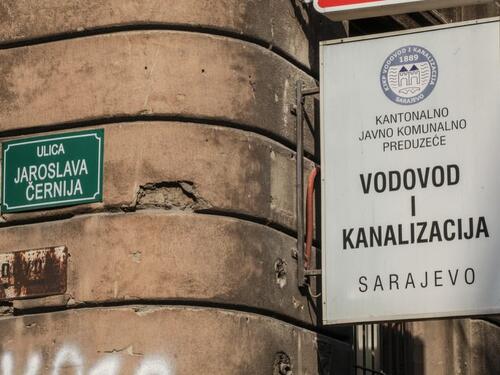 ULICA
JAROSLAVA
ČERNIJA
KJKP VODOVOD I KANALIZACIJA
1889
SARAJEVO
KANTONALNO
JAVNO KOMUNALNO
PREDUZEĆE
VODOVOD
I
KANALIZACIJA
SARAJEVO